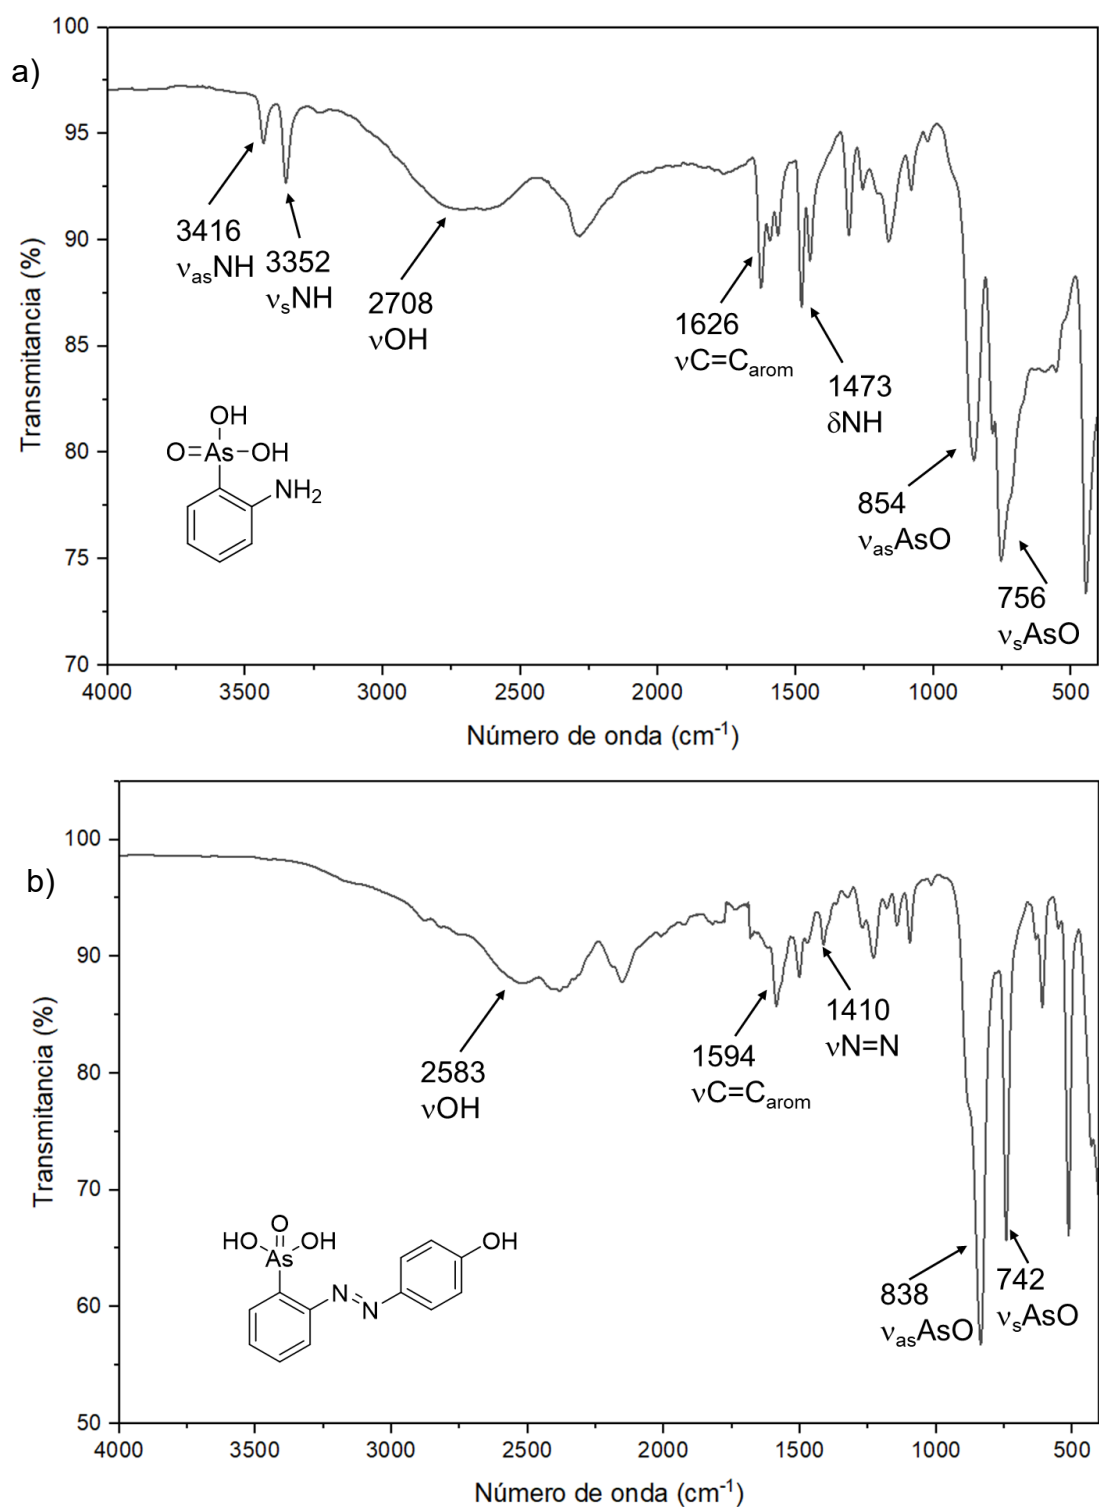 a)
Transmitancia (%)
100
95
90
85
80
75
70
3416
νasNH
3352
νsNH
2708
νOH
1626
νC=Carom
1473
δNH
854
νasAsO
756
νsAsO
OH
O=As-OH
NH2
4000 3500 3000 2500 2000 1500 1000 500
Número de onda (cm-1)
b)
Transmitancia (%)
100
90
80
70
60
50
2583
νOH
1594
νC=Carom
1410
νN=N
838
νasAsO
742
νsAsO
O
HO As OH
N=N
OH
4000 3500 3000 2500 2000 1500 1000 500
Número de onda (cm-1)